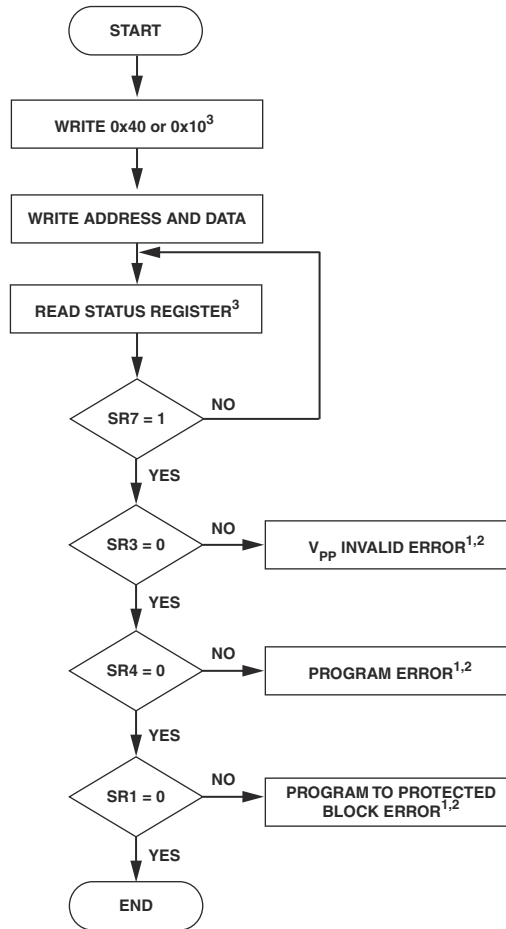 START
WRITE 0x40 or 0x10³
WRITE ADDRESS AND DATA
READ STATUS REGISTER³
SR7 = 1
NO
YES
SR3 = 0
NO
V_PP INVALID ERROR¹,²
YES
SR4 = 0
NO
PROGRAM ERROR¹,²
YES
SR1 = 0
NO
PROGRAM TO PROTECTED
BLOCK ERROR¹,²
YES
END